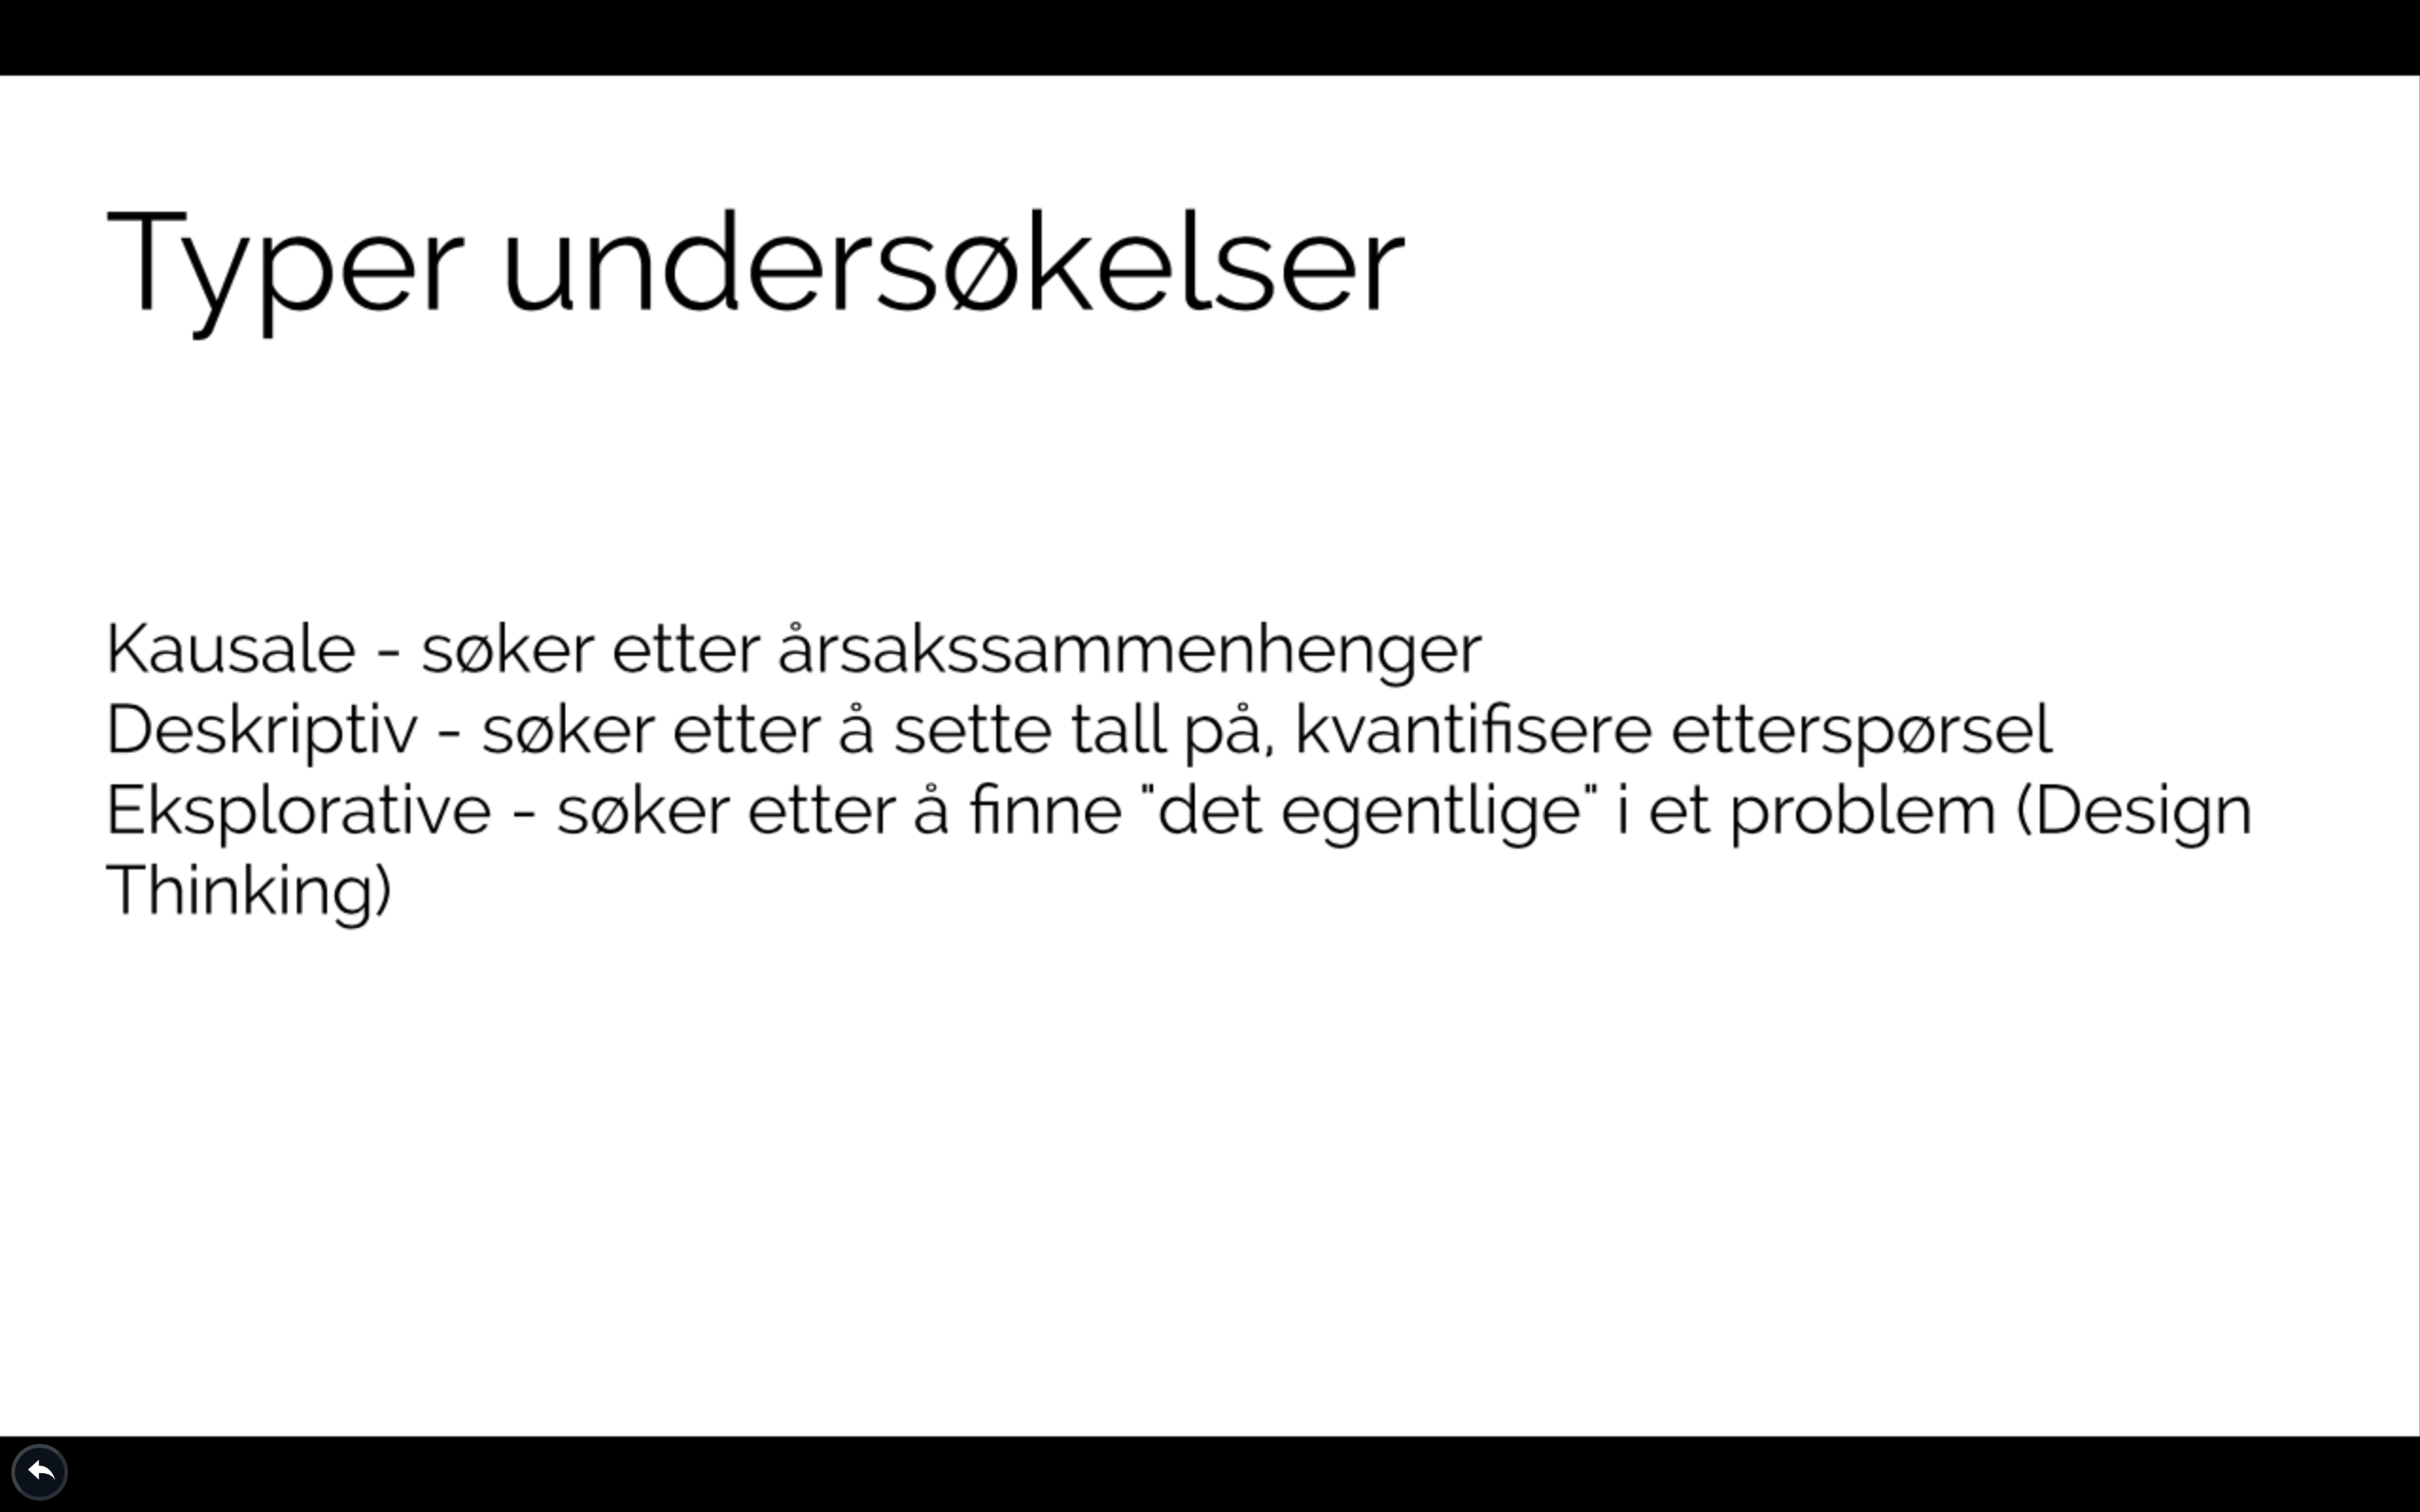 Typer undersøkelser
Kausale - søker etter årsakssammenhenger
Deskriptiv - søker etter å sette tall på, kvantifisere etterspørsel
Eksplorative - søker etter å finne "det egentlige" i et problem (Design
Thinking)